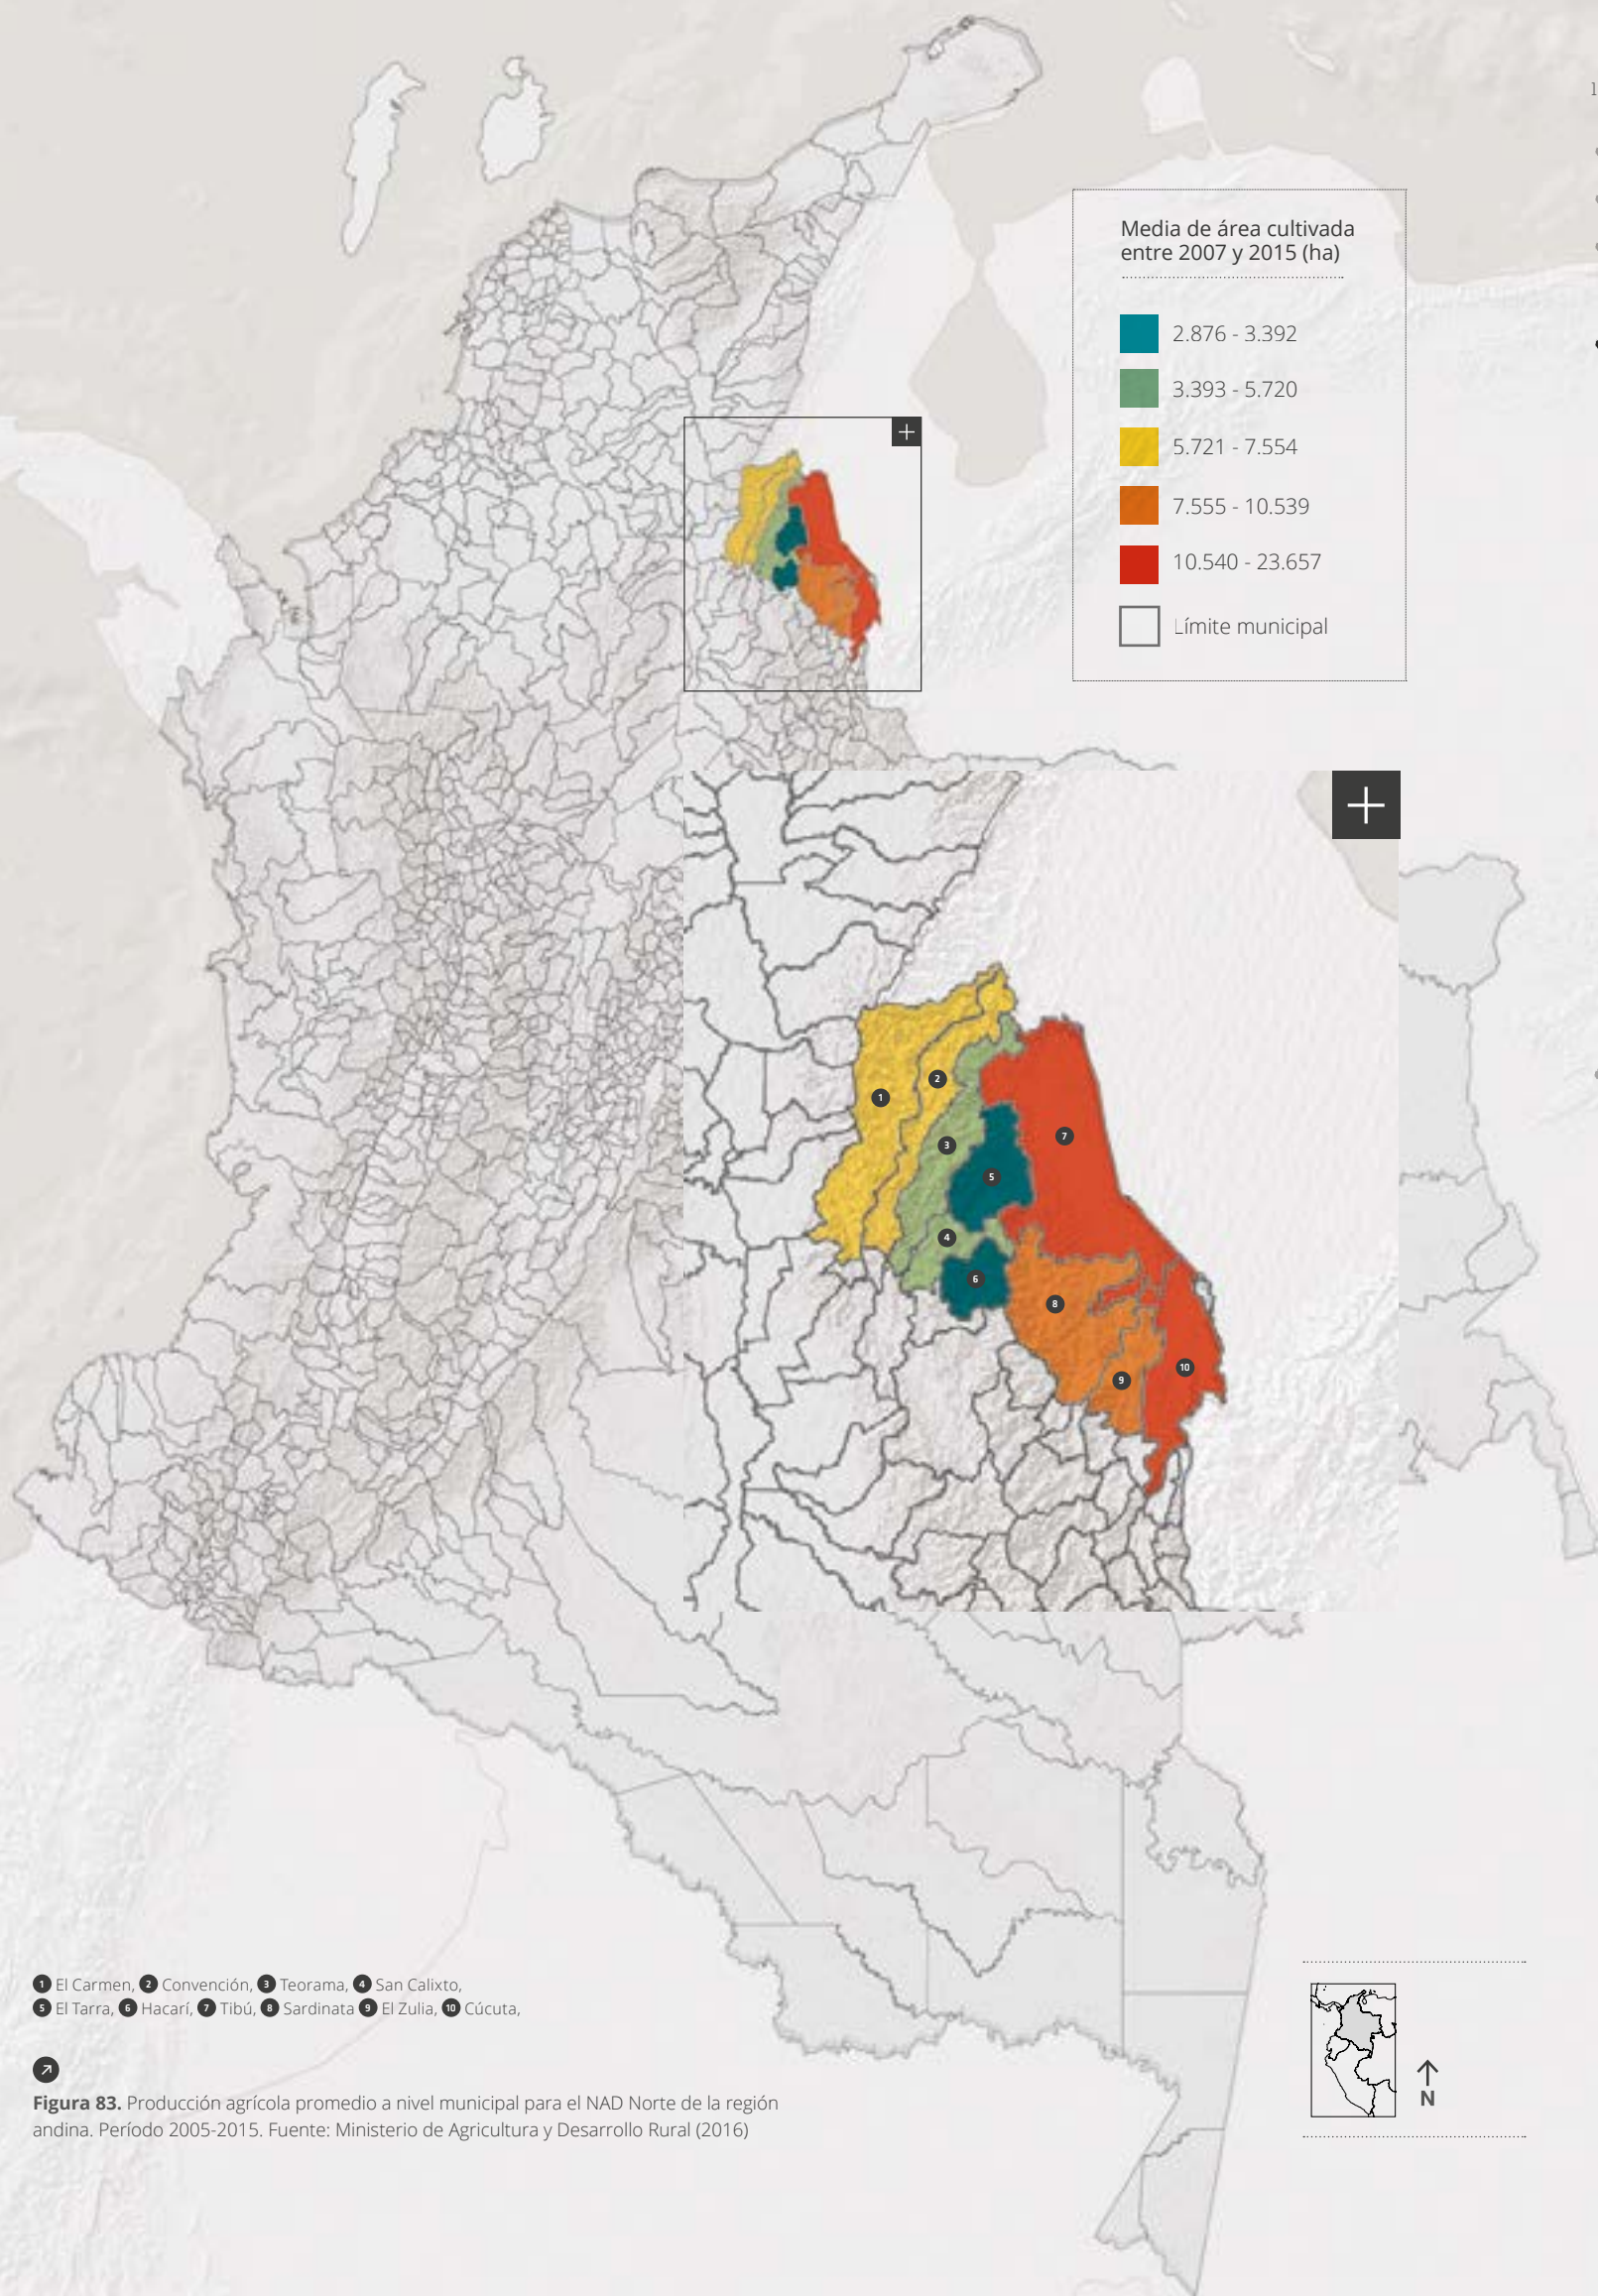 1
Media de área cultivada
entre 2007 y 2015 (ha)
2.876 - 3.392
3.393 - 5.720
5.721 - 7.554
7.555 - 10.539
10.540 - 23.657
Límite municipal
2
1
7
3
5
4
6
8
10
9
1 El Carmen, 2 Convención, 3 Teorama, 4 San Calixto,
5 El Tarra, 6 Hacarí, 7 Tibú, 8 Sardinata 9 El Zulia, 10 Cúcuta,
N
Figura 83. Producción agrícola promedio a nivel municipal para el NAD Norte de la región
andina. Período 2005-2015. Fuente: Ministerio de Agricultura y Desarrollo Rural (2016)